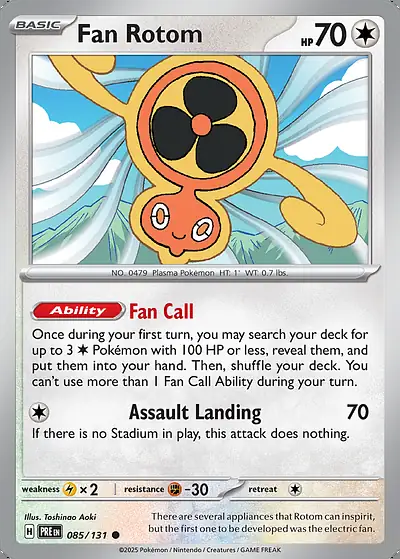 BASIC
Fan Rotom
HP 70
NO. 0479 Plasma Pokémon HT: 1' WT: 0.7 lbs.
Ability Fan Call
Once during your first turn, you may search your deck for
up to 3 Pokémon with 100 HP or less, reveal them, and
put them into your hand. Then, shuffle your deck. You
can't use more than 1 Fan Call Ability during your turn.
Assault Landing 70
If there is no Stadium in play, this attack does nothing.
weakness ×2 resistance -30 retreat
Illus. Toshinao Aoki
H PRE EN 085/131
There are several appliances that Rotom can inspirit,
but the first one to be developed was the electric fan.
©2025 Pokémon / Nintendo / Creatures / GAME FREAK